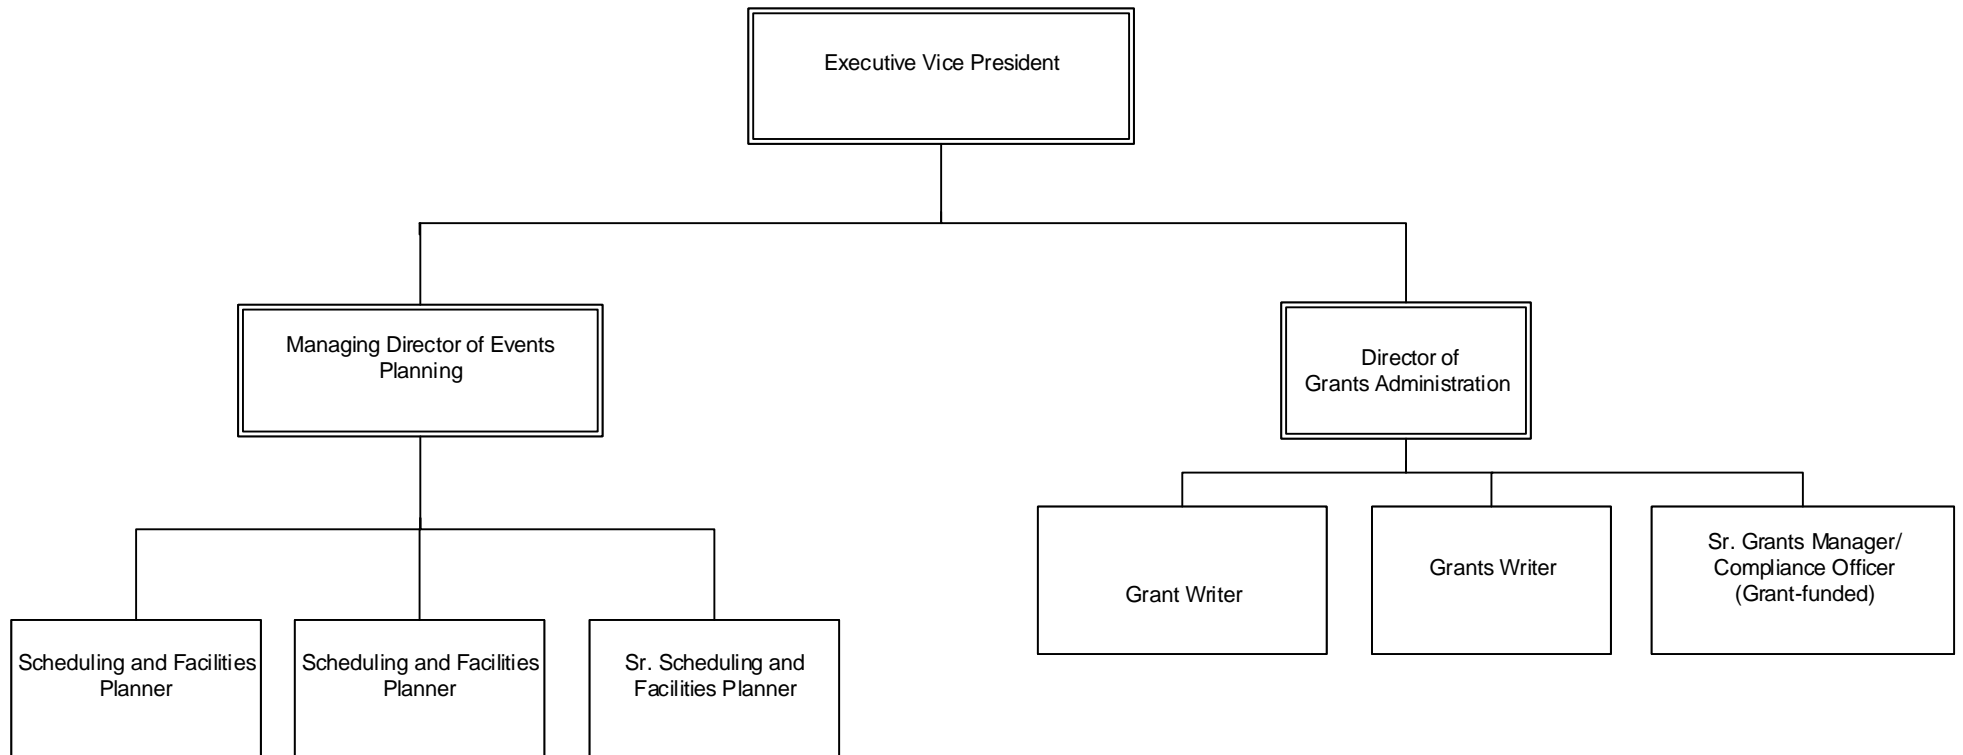 Executive Vice President
Managing Director of Events
Planning
Director of
Grants Administration
Grant Writer
Grants Writer
Sr. Grants Manager/
Compliance Officer
(Grant-funded)
Scheduling and Facilities
Planner
Scheduling and Facilities
Planner
Sr. Scheduling and
Facilities Planner